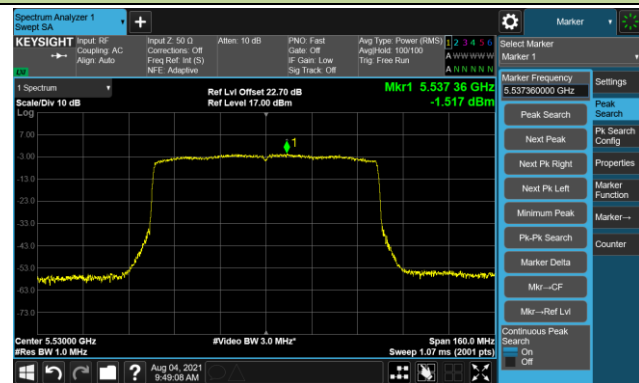 Spectrum Analyzer 1
Swept SA
+
Marker
KEYSIGHT
Input: RF
Coupling: AC
Align: Auto
Input Z: 50 Ω
Corrections: Off
Freq Ref: Int (S)
NFE: Adaptive
Atten: 10 dB
PNO: Fast
Gate: Off
IF Gain: Low
Sig Track: Off
Avg Type: Power (RMS)
Avg|Hold: 100/100
Trig: Free Run
1 2 3 4 5 6
A W W W W W
A N N N N N
Select Marker
Marker 1
LXI
1 Spectrum
Scale/Div 10 dB
Log
Ref Lvl Offset 22.70 dB
Ref Level 17.00 dBm
Mkr1 5.537 36 GHz
-1.517 dBm
1
7.00
-3.00
-13.0
-23.0
-33.0
-43.0
-53.0
-63.0
-73.0
Center 5.53000 GHz
#Res BW 1.0 MHz
#Video BW 3.0 MHz*
Span 160.0 MHz
Sweep 1.07 ms (2001 pts)
Marker Frequency
5.537360000 GHz
Peak Search
Next Peak
Next Pk Right
Next Pk Left
Minimum Peak
Pk-Pk Search
Marker Delta
Mkr→CF
Mkr→Ref Lvl
Continuous Peak
Search
On
Off
Settings
Peak
Search
Pk Search
Config
Properties
Marker
Function
Marker→
Counter
?
Aug 04, 2021
9:49:08 AM